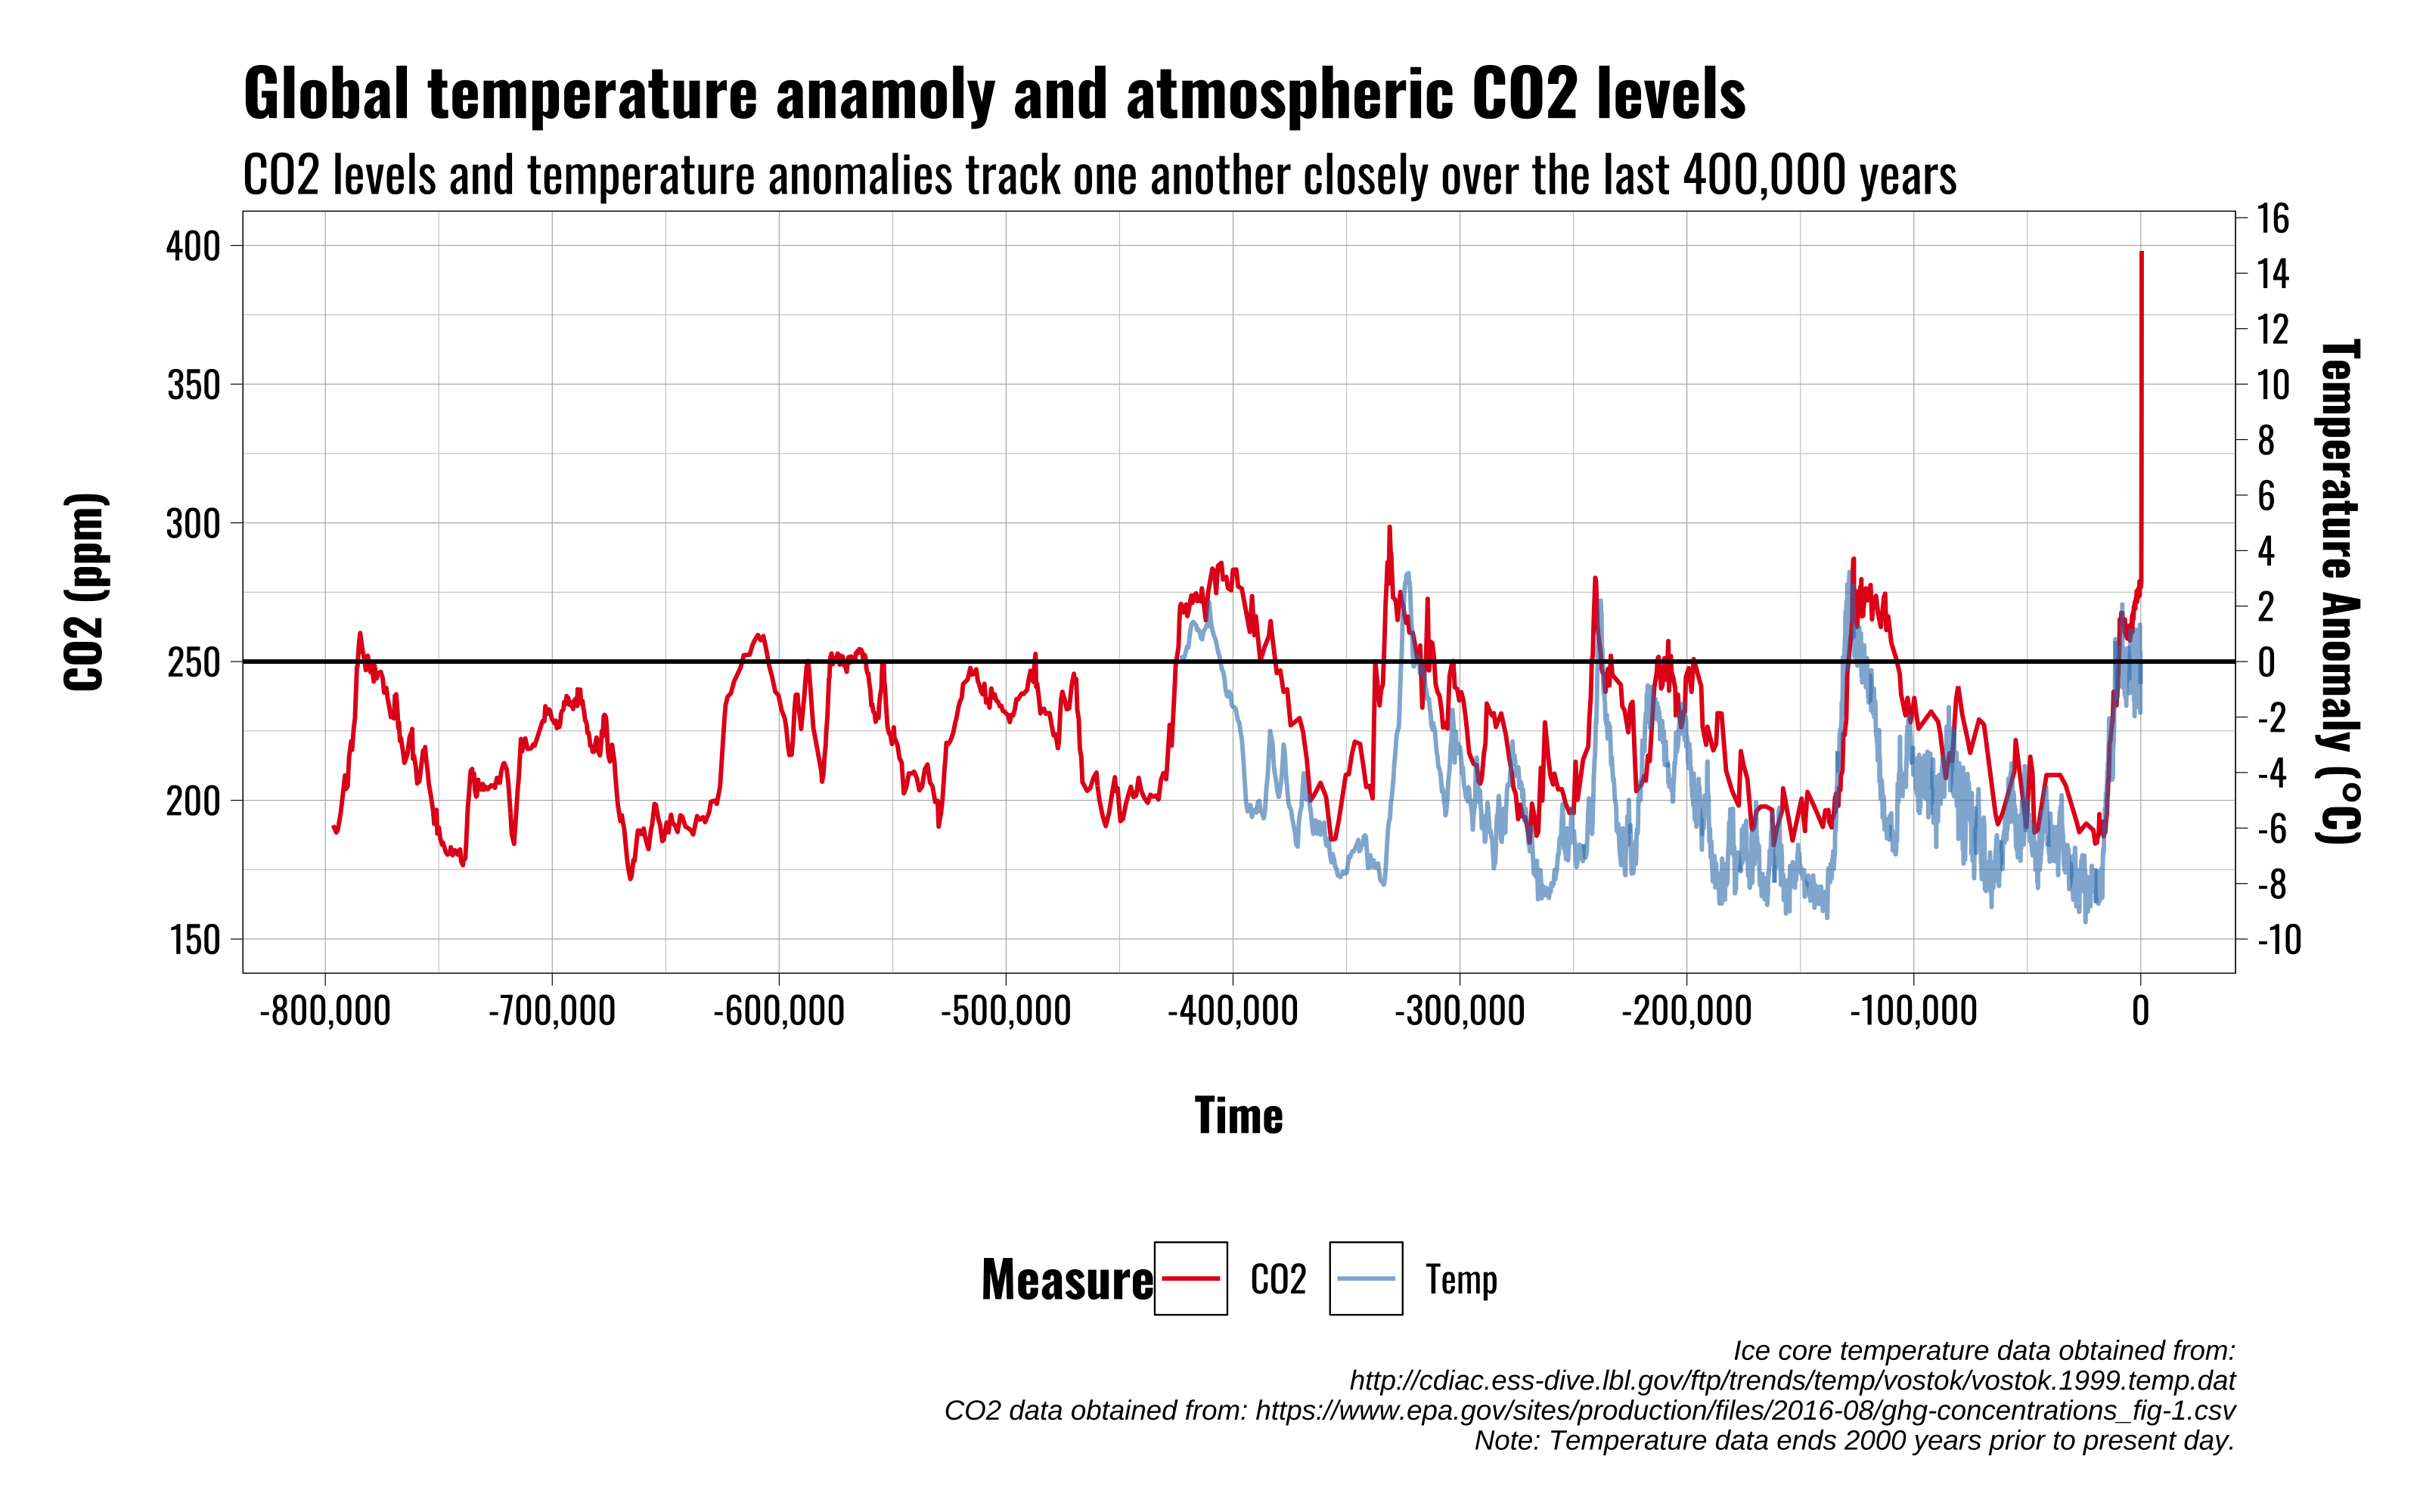 Global temperature anamoly and atmospheric CO2 levels
CO2 levels and temperature anomalies track one another closely over the last 400,000 years
400
350
300
250
200
150
CO2 (ppm)
16
14
12
10
8
6
4
2
0
-2
-4
-6
-8
-10
Temperature Anomaly (°C)
-800,000 -700,000 -600,000 -500,000 -400,000 -300,000 -200,000 -100,000 0
Time
Measure CO2 Temp
Ice core temperature data obtained from:
http://cdiac.ess-dive.lbl.gov/ftp/trends/temp/vostok/vostok.1999.temp.dat
CO2 data obtained from: https://www.epa.gov/sites/production/files/2016-08/ghg-concentrations_fig-1.csv
Note: Temperature data ends 2000 years prior to present day.